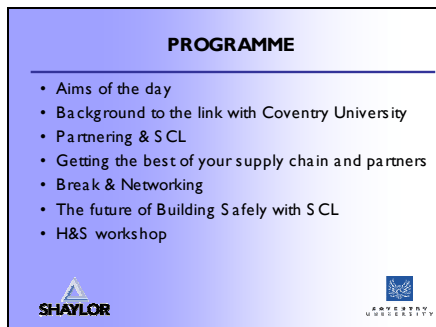 PROGRAMME
• Aims of the day
• Background to the link with Coventry University
• Partnering & SCL
• Getting the best of your supply chain and partners
• Break & Networking
• The future of Building Safely with SCL
• H&S workshop
SHAYLOR
COVENTRY
UNIVERSITY